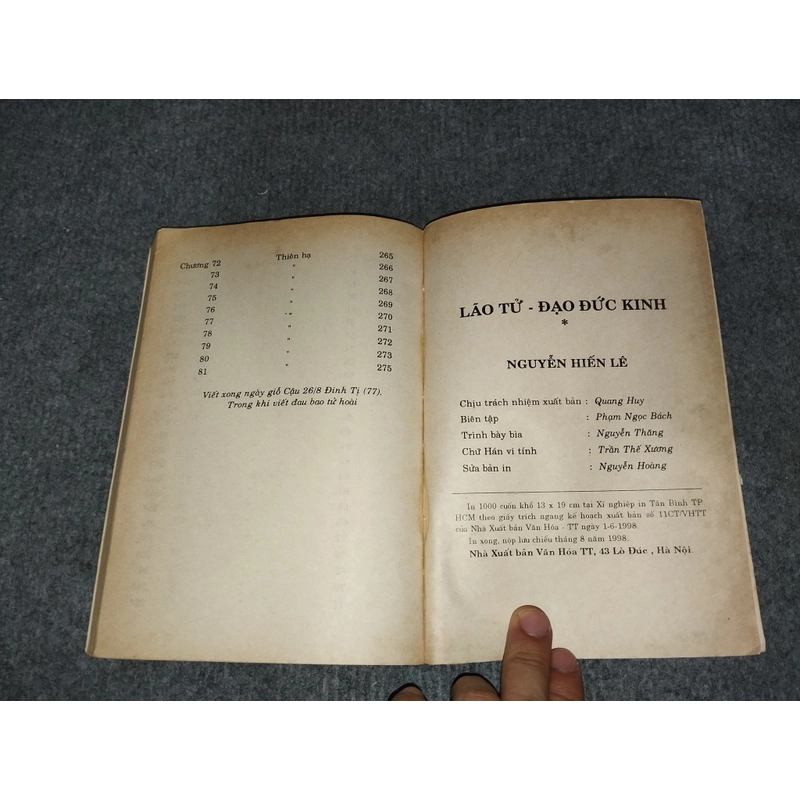 Chương 72 Thiên hạ 265
73 " 266
74 " 267
75 " 268
76 " 269
77 " 270
78 " 271
79 " 272
80 " 273
81 " 275
Viết xong ngày giỗ Cậu 26/8 Đinh Tị (77).
Trong khi viết đau bao tử hoài
LÃO TỬ - ĐẠO ĐỨC KINH
*
NGUYỄN HIẾN LÊ
Chịu trách nhiệm xuất bản : Quang Huy
Biên tập : Phạm Ngọc Bách
Trình bày bìa : Nguyễn Thăng
Chữ Hán vi tính : Trần Thế Xương
Sửa bản in : Nguyễn Hoàng
In 1000 cuốn khổ 13 x 19 cm tại Xí nghiệp in Tân Bình TP
HCM theo giấy trích ngang kế hoạch xuất bản số 11CT/VHTT
của Nhà Xuất bản Văn Hóa - TT ngày 1-6-1998.
In xong, nộp lưu chiểu tháng 8 năm 1998.
Nhà Xuất bản Văn Hóa TT, 43 Lò Đúc , Hà Nội